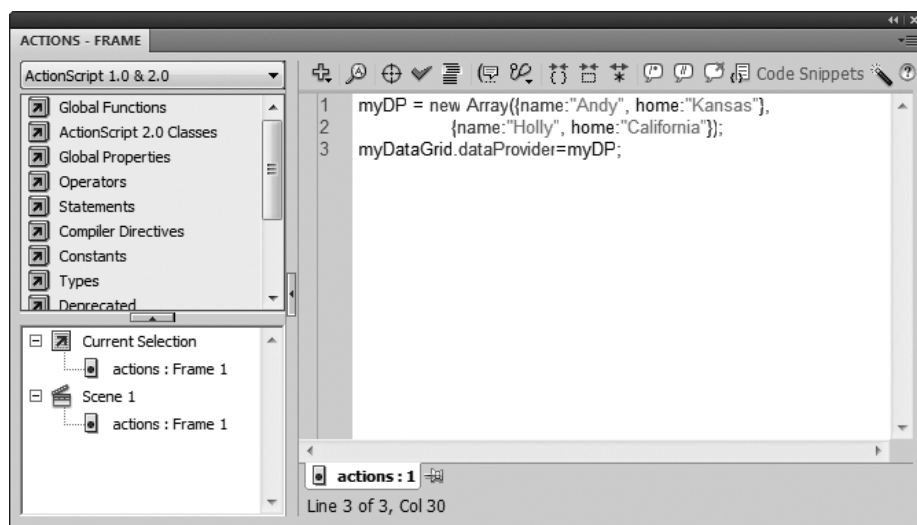 ACTIONS - FRAME
ActionScript 1.0 & 2.0
Global Functions
ActionScript 2.0 Classes
Global Properties
Operators
Statements
Compiler Directives
Constants
Types
Deprecated
Current Selection
actions : Frame 1
Scene 1
actions : Frame 1
Code Snippets
1 myDP = new Array({name:"Andy", home:"Kansas"},
2 {name:"Holly", home:"California"});
3 myDataGrid.dataProvider=myDP;
actions : 1
Line 3 of 3, Col 30